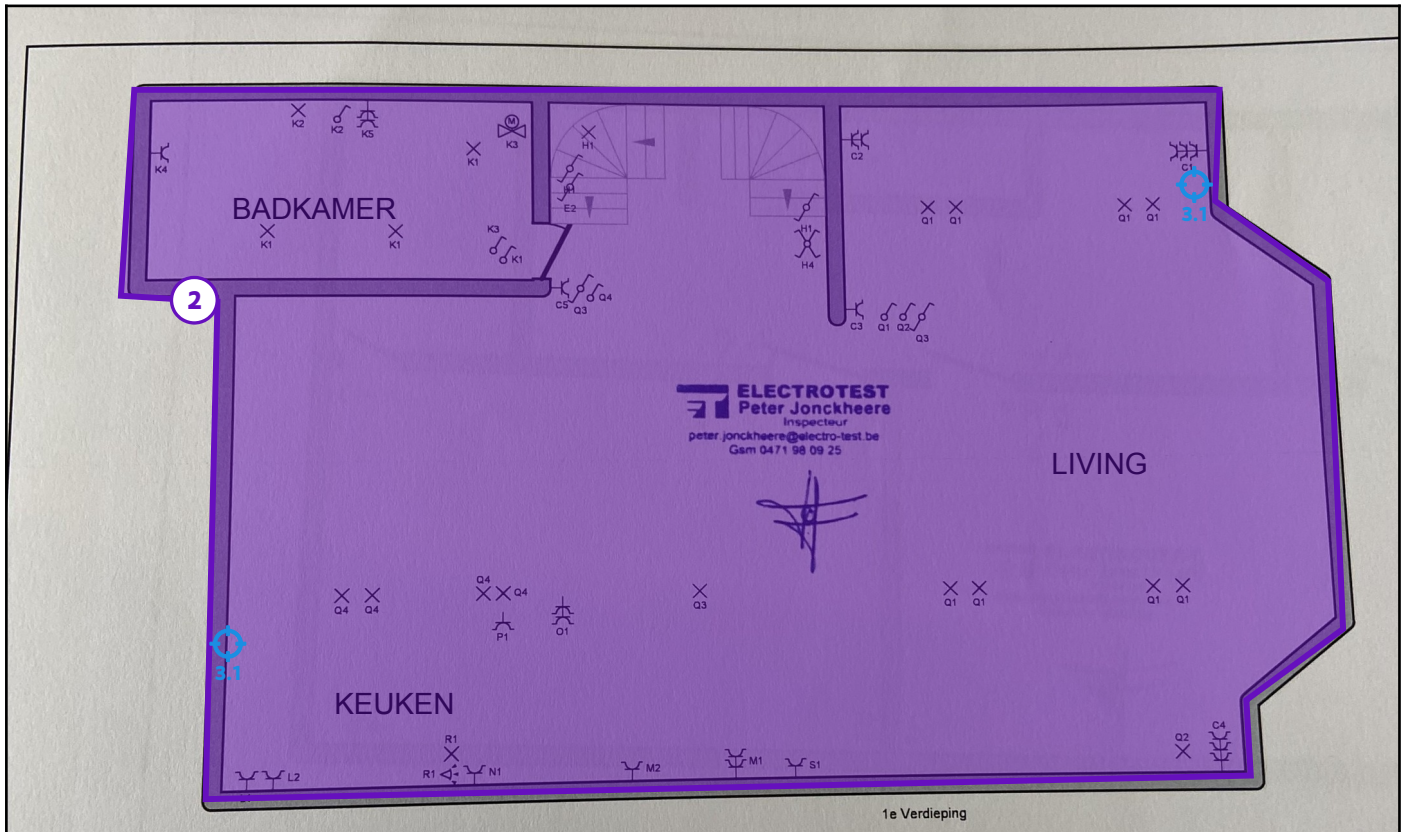 K2
K2
K5
K3
H1
K4
K1
C2
C1
BADKAMER
E2
3.1
Q1
Q1
Q1
Q1
K1
K1
K3
K1
H1
H4
2
C5
Q3
Q4
C3
Q1
Q2
Q3
ELECTROTEST
Peter Jonckheere
Inspecteur
peter.jonckheere@electro-test.be
Gsm 0471 98 09 25
LIVING
Q4
Q4
Q4
Q4
P1
O1
Q3
Q1
Q1
Q1
Q1
3.1
KEUKEN
R1
R1
N1
L2
M2
M1
S1
Q2
C4
1e Verdieping